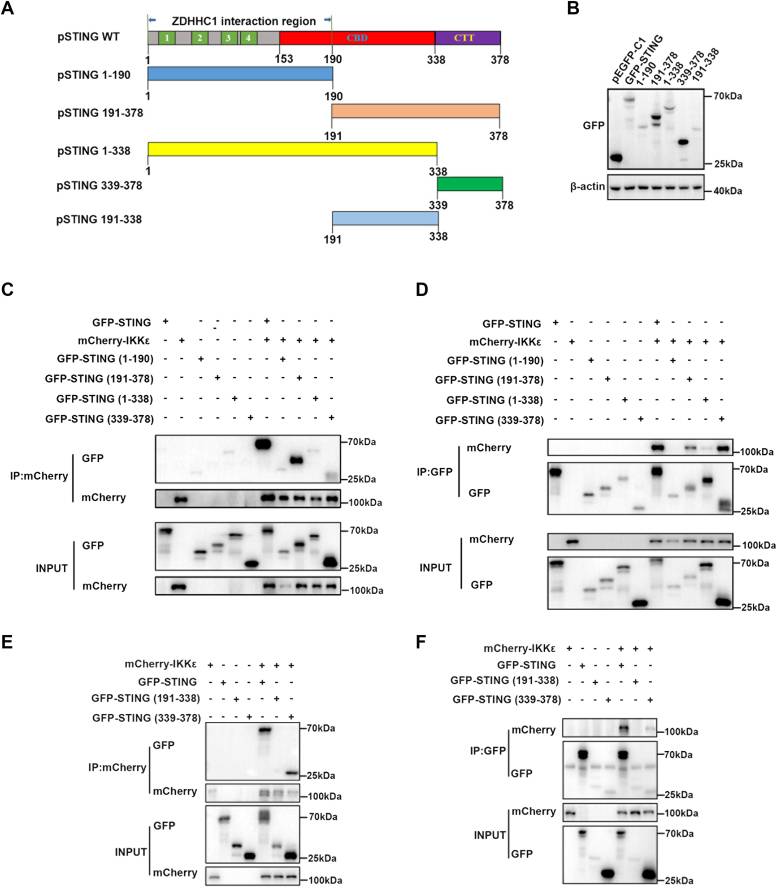 A
ZDHHC1 interaction region
pSTING WT
1 2 3 4 CBD CTT
1 153 190 338 378
pSTING 1-190
1 190
pSTING 191-378
191 378
pSTING 1-338
1 338
pSTING 339-378
339 378
pSTING 191-338
191 338
B
pEGFP-C1
GFP-STING
1-190
191-378
1-338
339-378
191-338
GFP
70kDa
25kDa
β-actin
40kDa
C
GFP-STING + - - - - - + - - - -
mCherry-IKKε - + - - - - + + + + +
GFP-STING (1-190) - - + - - - - + - - -
GFP-STING (191-378) - - - + - - - - + - -
GFP-STING (1-338) - - - - + - - - - + -
GFP-STING (339-378) - - - - - + - - - - +
IP:mCherry
GFP
70kDa
25kDa
mCherry
100kDa
INPUT
GFP
70kDa
25kDa
mCherry
100kDa
D
GFP-STING + - - - - - + - - - -
mCherry-IKKε - + - - - - + + + + +
GFP-STING (1-190) - - + - - - - + - - -
GFP-STING (191-378) - - - + - - - - + - -
GFP-STING (1-338) - - - - + - - - - + -
GFP-STING (339-378) - - - - - + - - - - +
IP:GFP
mCherry
100kDa
GFP
70kDa
25kDa
INPUT
mCherry
100kDa
GFP
70kDa
25kDa
E
mCherry-IKKε + - - - + + +
GFP-STING - + - - + - -
GFP-STING (191-338) - - + - - + -
GFP-STING (339-378) - - - + - - +
IP:mCherry
GFP
70kDa
25kDa
mCherry
100kDa
INPUT
GFP
70kDa
25kDa
mCherry
100kDa
F
mCherry-IKKε + - - - + + +
GFP-STING - + - - + - -
GFP-STING (191-338) - - + - - + -
GFP-STING (339-378) - - - + - - +
IP:GFP
mCherry
100kDa
GFP
70kDa
25kDa
INPUT
mCherry
100kDa
GFP
70kDa
25kDa